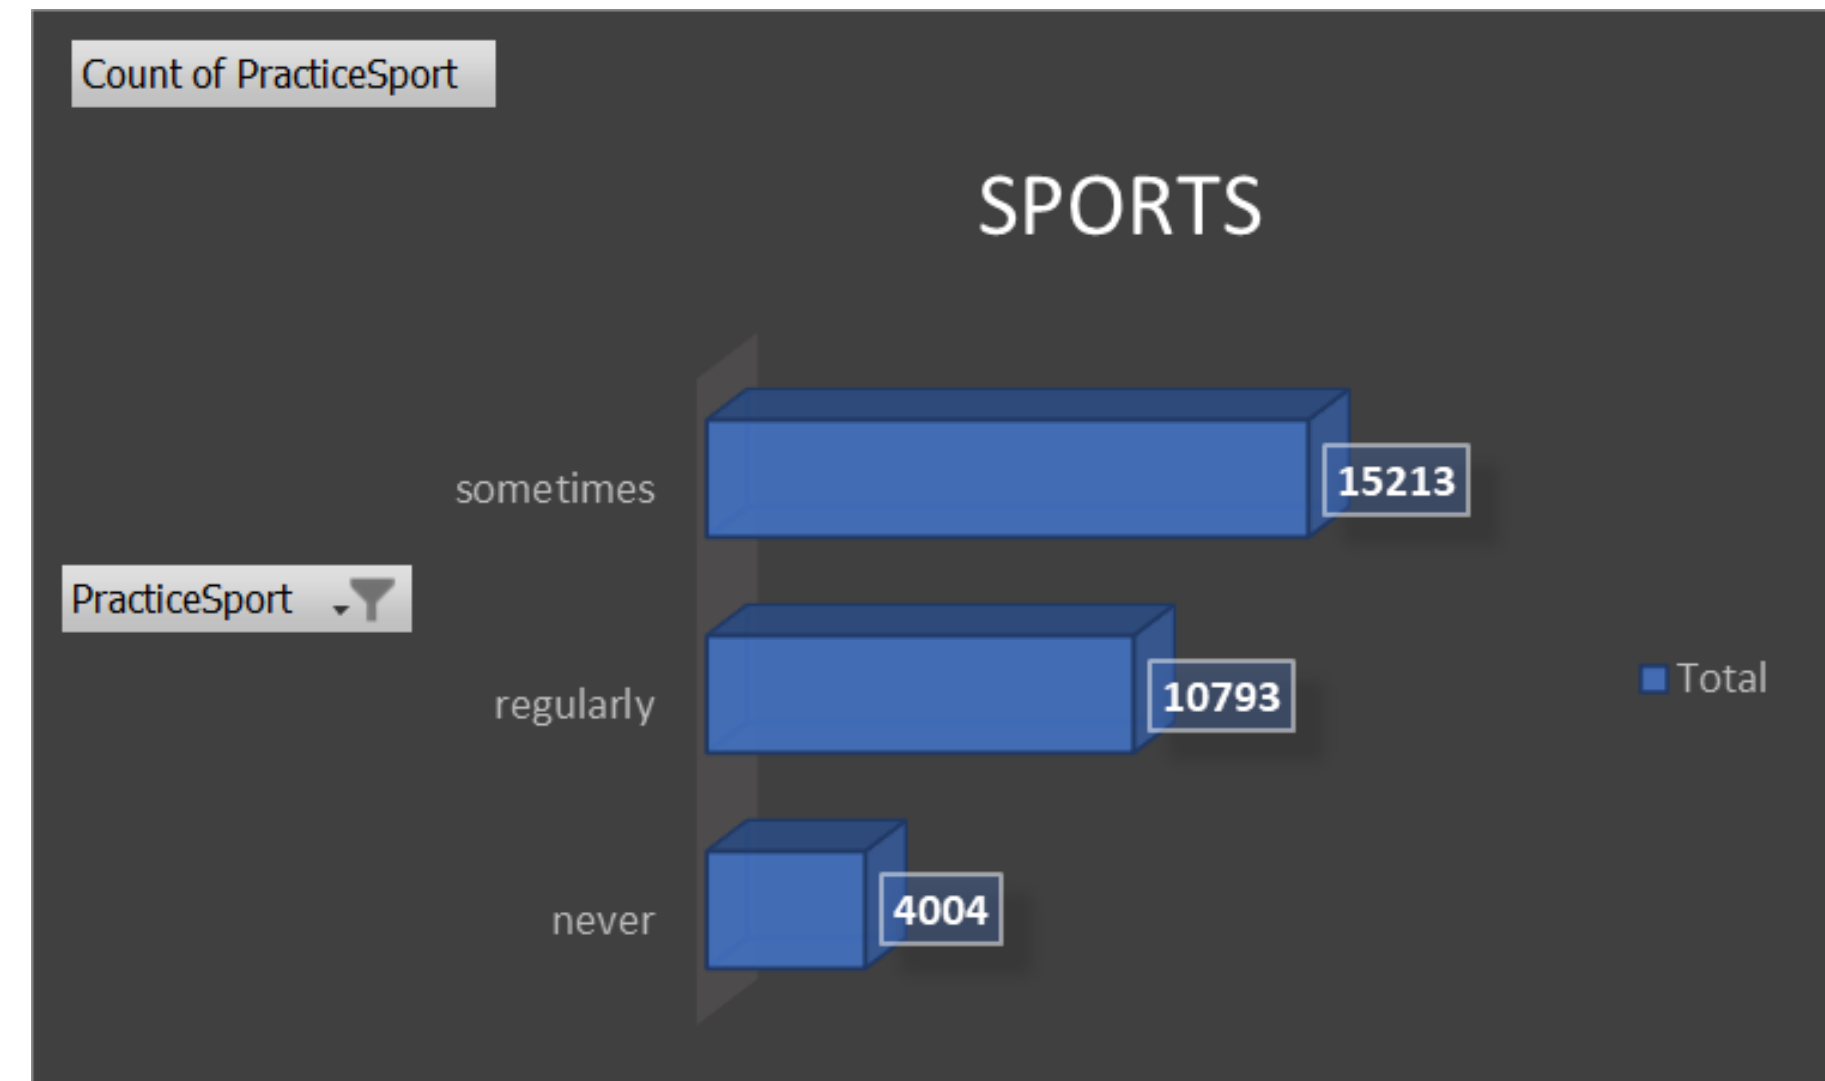 Count of PracticeSport
SPORTS
sometimes
15213
PracticeSport
regularly
10793
Total
never
4004